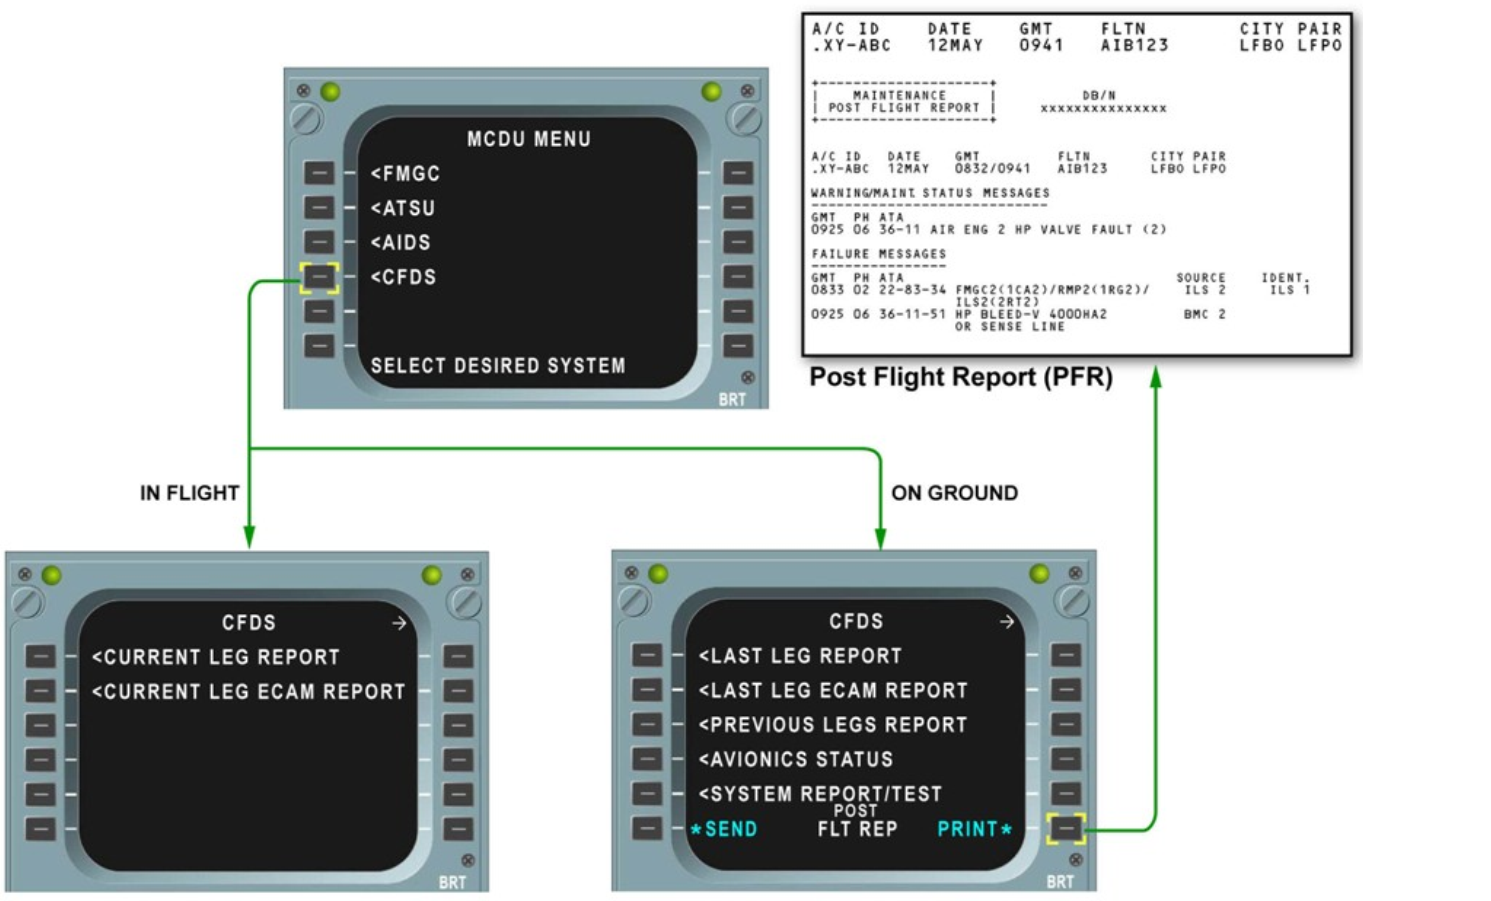 MCDU MENU
<FMGC
<ATSU
<AIDS
<CFDS
SELECT DESIRED SYSTEM
BRT
A/C ID DATE GMT FLTN CITY PAIR
.XY-ABC 12MAY 0941 AIB123 LFBO LFPO
+---------------------+
| MAINTENANCE | DB/N
| POST FLIGHT REPORT | xxxxxxxxxxxxxxx
+---------------------+
A/C ID DATE GMT FLTN CITY PAIR
.XY-ABC 12MAY 0832/0941 AIB123 LFBO LFPO
WARNING/MAINT. STATUS MESSAGES
----------------------------
GMT PH ATA
0925 06 36-11 AIR ENG 2 HP VALVE FAULT (2)
FAILURE MESSAGES
----------------
GMT PH ATA SOURCE IDENT.
0833 02 22-83-34 FMGC2(1CA2)/RMP2(1RG2)/ ILS 2 ILS 1
ILS2(2RT2)
0925 06 36-11-51 HP BLEED-V 4000HA2 BMC 2
OR SENSE LINE
Post Flight Report (PFR)
IN FLIGHT
ON GROUND
CFDS →
<CURRENT LEG REPORT
<CURRENT LEG ECAM REPORT
BRT
CFDS →
<LAST LEG REPORT
<LAST LEG ECAM REPORT
<PREVIOUS LEGS REPORT
<AVIONICS STATUS
<SYSTEM REPORT/TEST
POST
*SEND FLT REP PRINT*
BRT